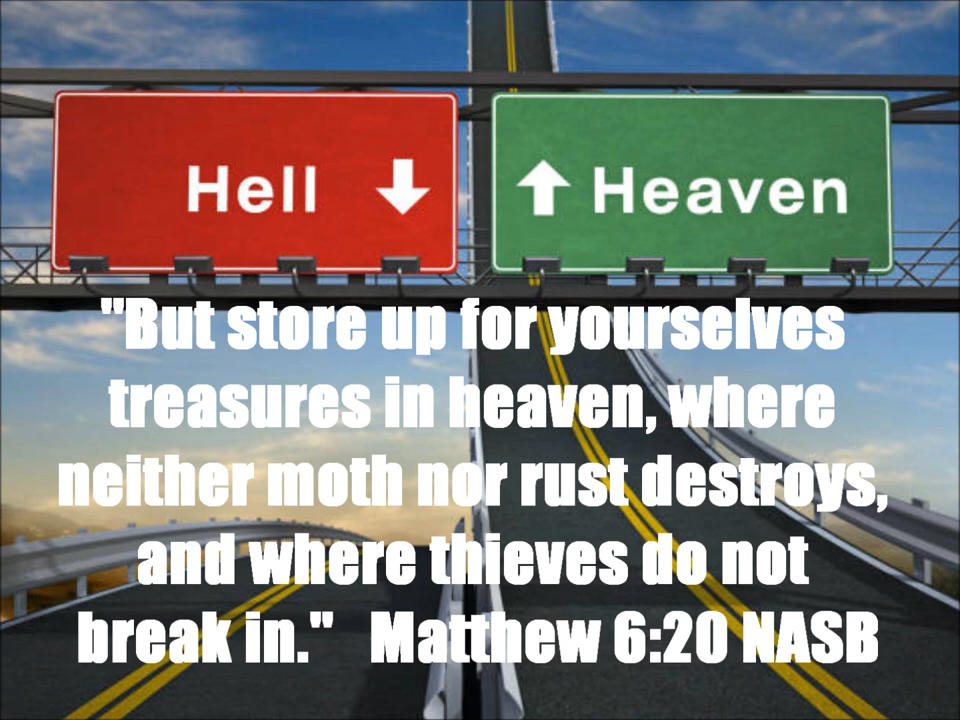 Hell
Heaven
"But store up for yourselves
treasures in heaven, where
neither moth nor rust destroys,
and where thieves do not
break in." Matthew 6:20 NASB